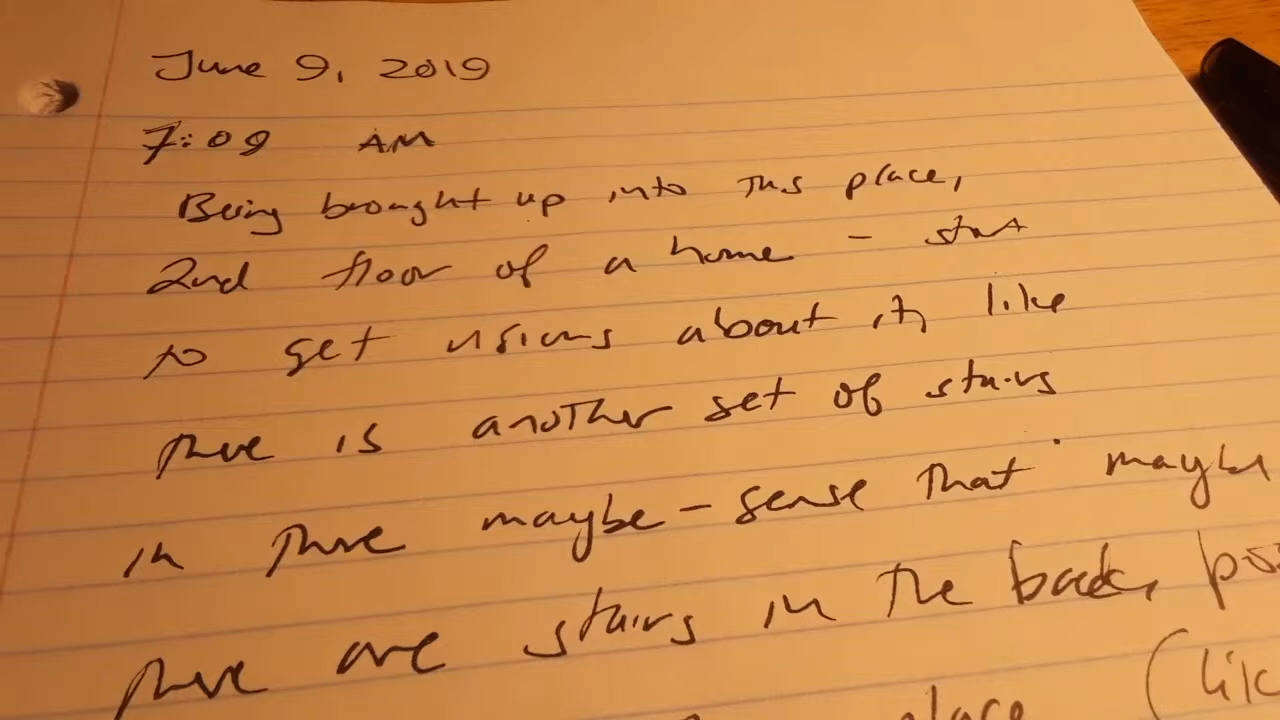 June 9, 2019
7:09 AM
Being brought up into this place,
2nd floor of a home - start
to get visions about it, like
there is another set of stairs
in there maybe - sense that maybe
there are stairs in the back,
place (lik